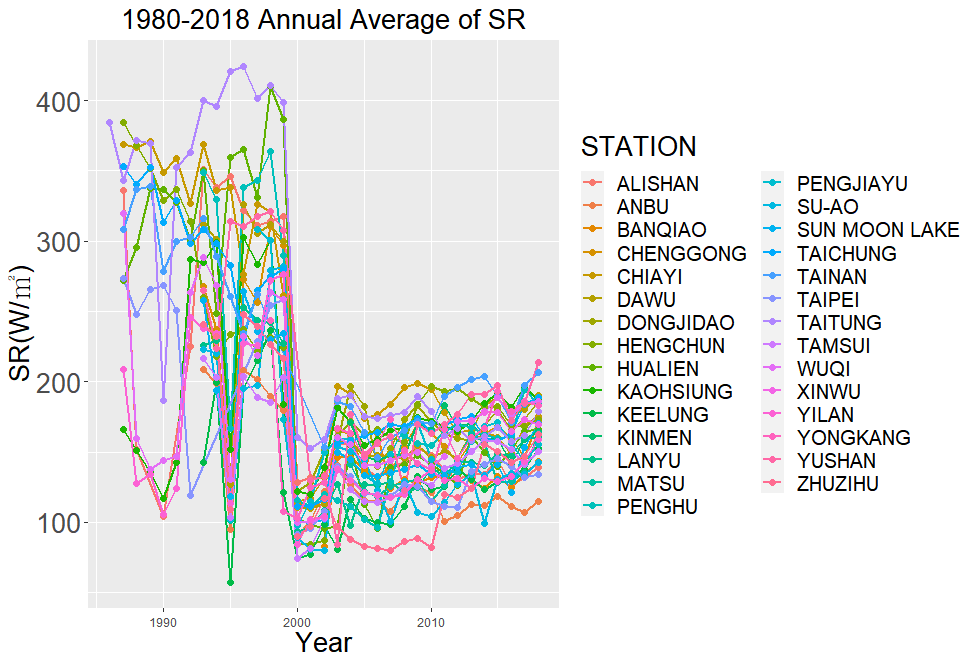 1980-2018 Annual Average of SR
SR(W/㎡)
400
300
200
100
1990
2000
2010
Year
STATION
ALISHAN
ANBU
BANQIAO
CHENGGONG
CHIAYI
DAWU
DONGJIDAO
HENGCHUN
HUALIEN
KAOHSIUNG
KEELUNG
KINMEN
LANYU
MATSU
PENGHU
PENGJIAYU
SU-AO
SUN MOON LAKE
TAICHUNG
TAINAN
TAIPEI
TAITUNG
TAMSUI
WUQI
XINWU
YILAN
YONGKANG
YUSHAN
ZHUZIHU